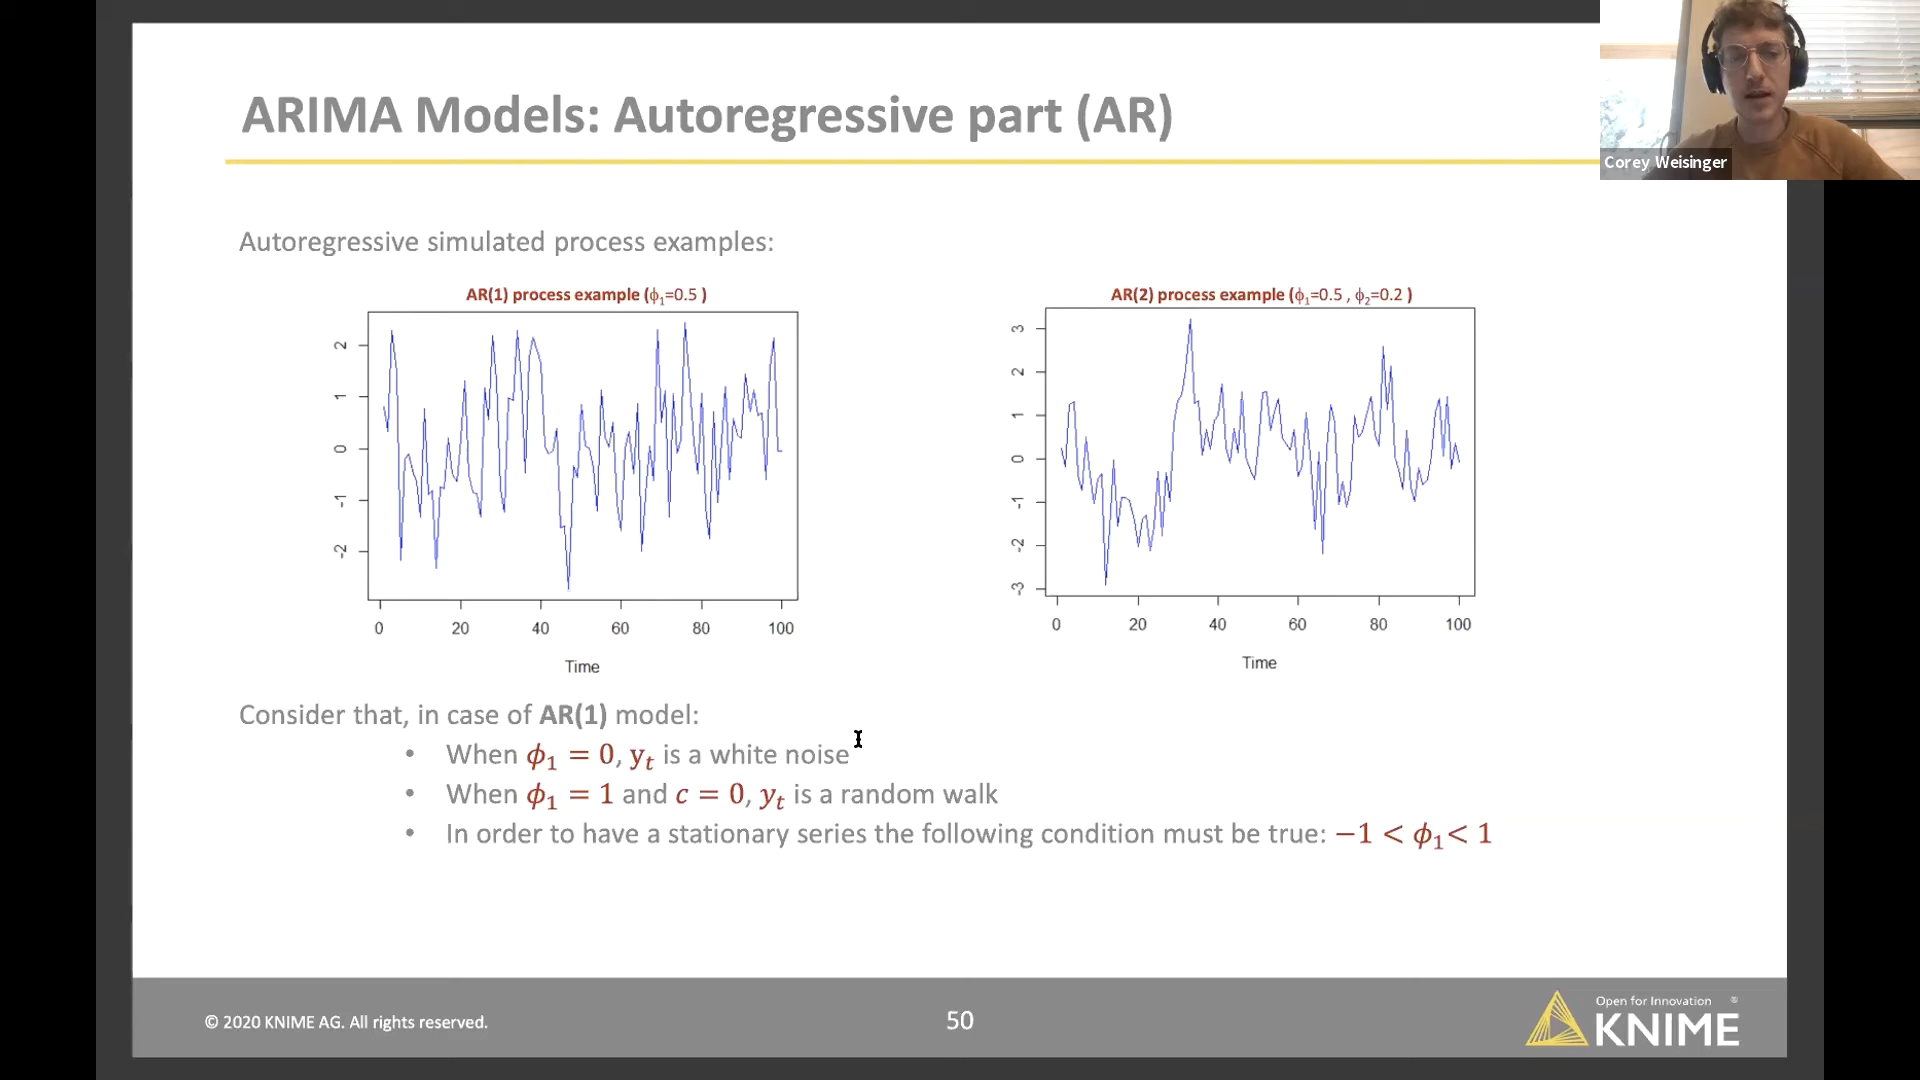 ARIMA Models: Autoregressive part (AR)
Corey Weisinger
Autoregressive simulated process examples:
AR(1) process example (ϕ₁=0.5 )
2
1
0
-1
-2
0 20 40 60 80 100
Time
AR(2) process example (ϕ₁=0.5 , ϕ₂=0.2 )
3
2
1
0
-1
-2
-3
0 20 40 60 80 100
Time
Consider that, in case of AR(1) model:
• When ϕ₁ = 0, yₜ is a white noise
• When ϕ₁ = 1 and c = 0, yₜ is a random walk
• In order to have a stationary series the following condition must be true: −1 < ϕ₁< 1
© 2020 KNIME AG. All rights reserved.
50
Open for Innovation ®
KNIME